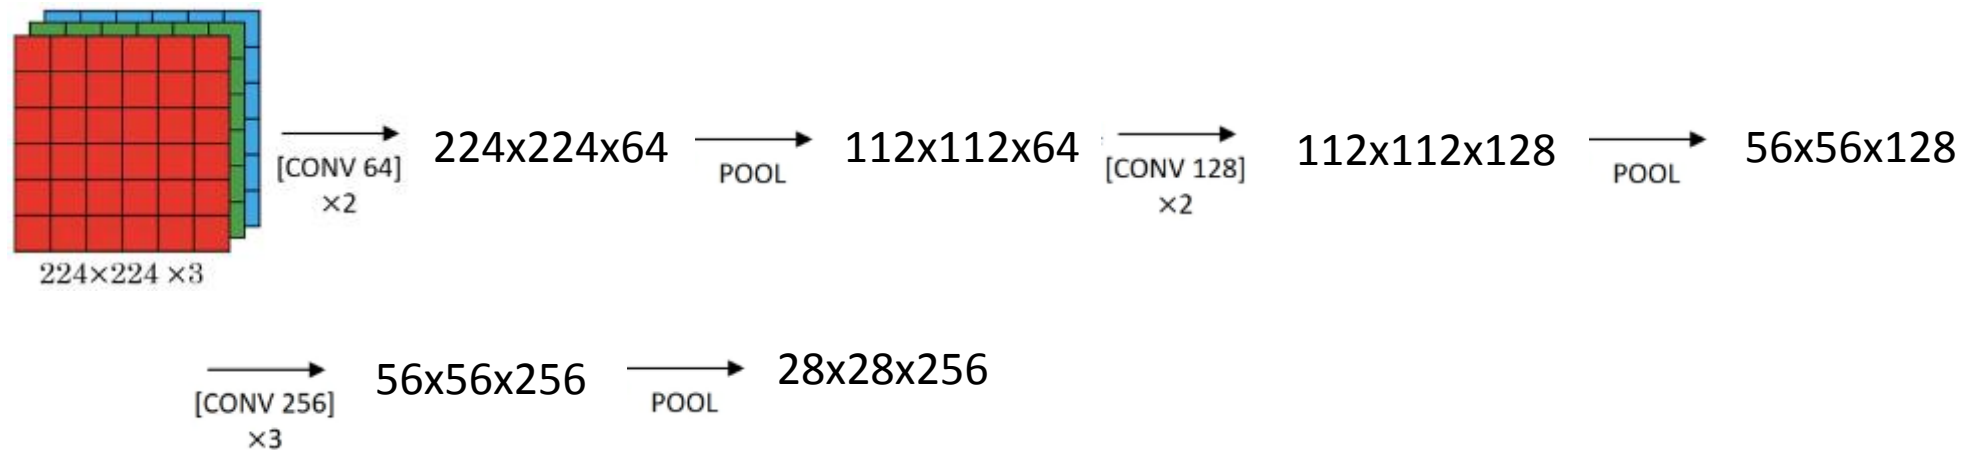 224×224 ×3
[CONV 64]
×2
224x224x64
POOL
112x112x64
[CONV 128]
×2
112x112x128
POOL
56x56x128
[CONV 256]
×3
56x56x256
POOL
28x28x256